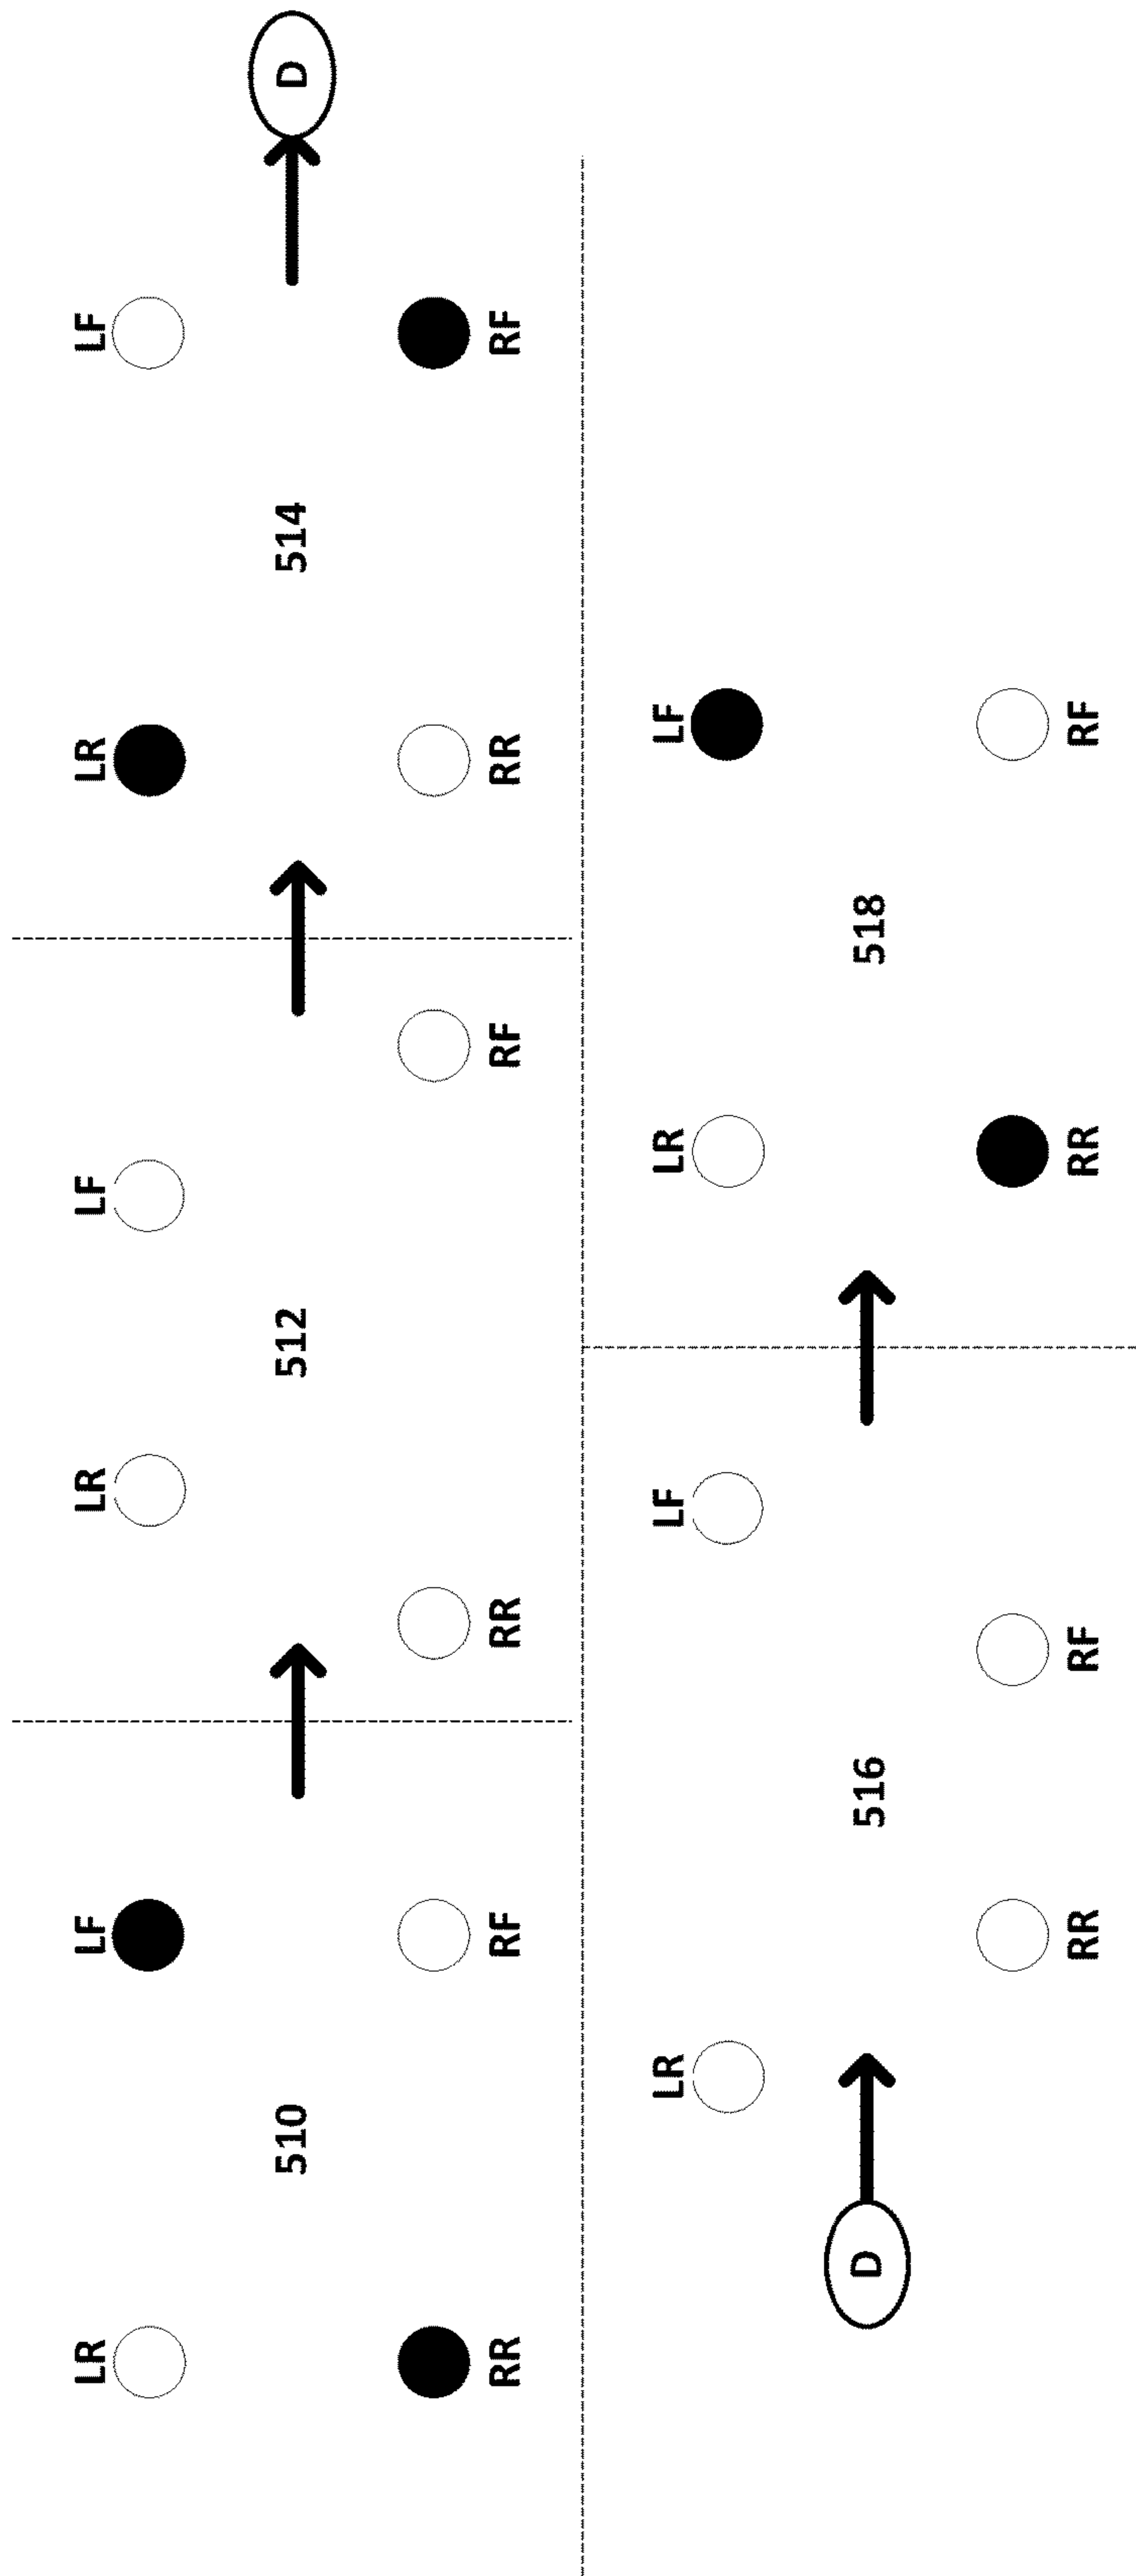 LR LF LR LF LR LF
510 512 514 D
RR RF RR RF RR RF
LR LF LR LF
D 516 518
RR RF RR RF